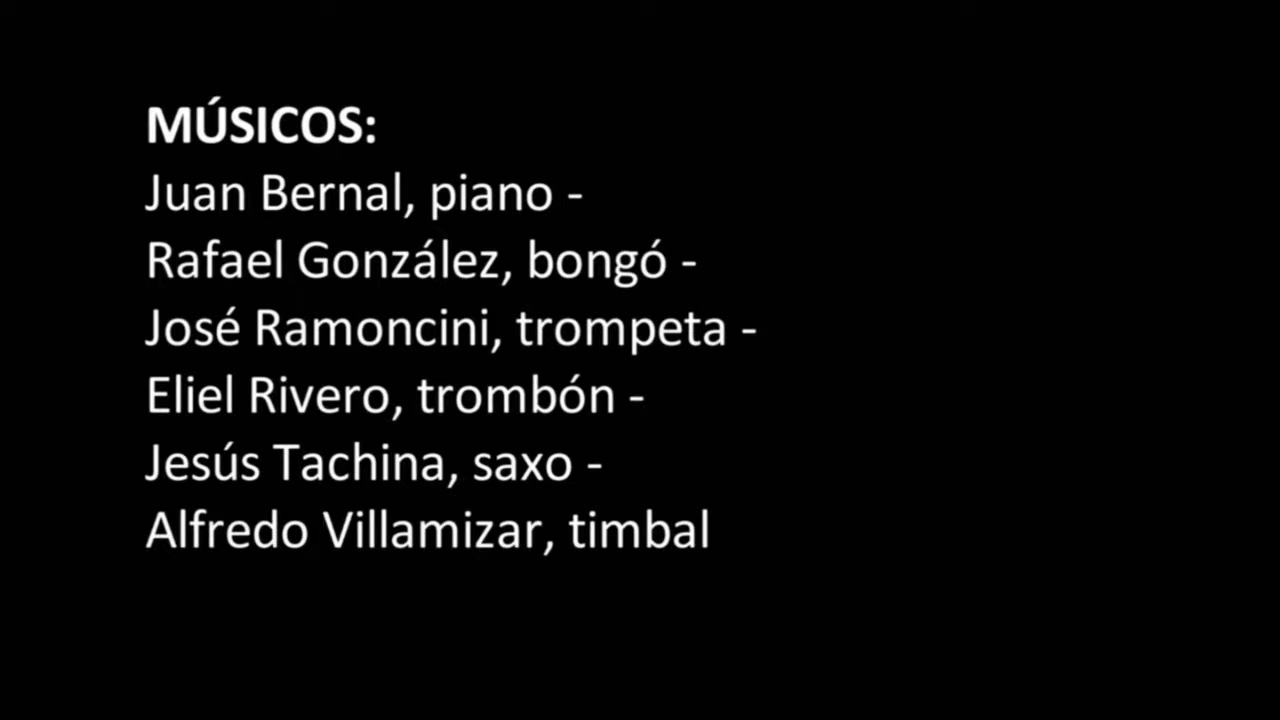 MÚSICOS:
Juan Bernal, piano -
Rafael González, bongó -
José Ramoncini, trompeta -
Eliel Rivero, trombón -
Jesús Tachina, saxo -
Alfredo Villamizar, timbal